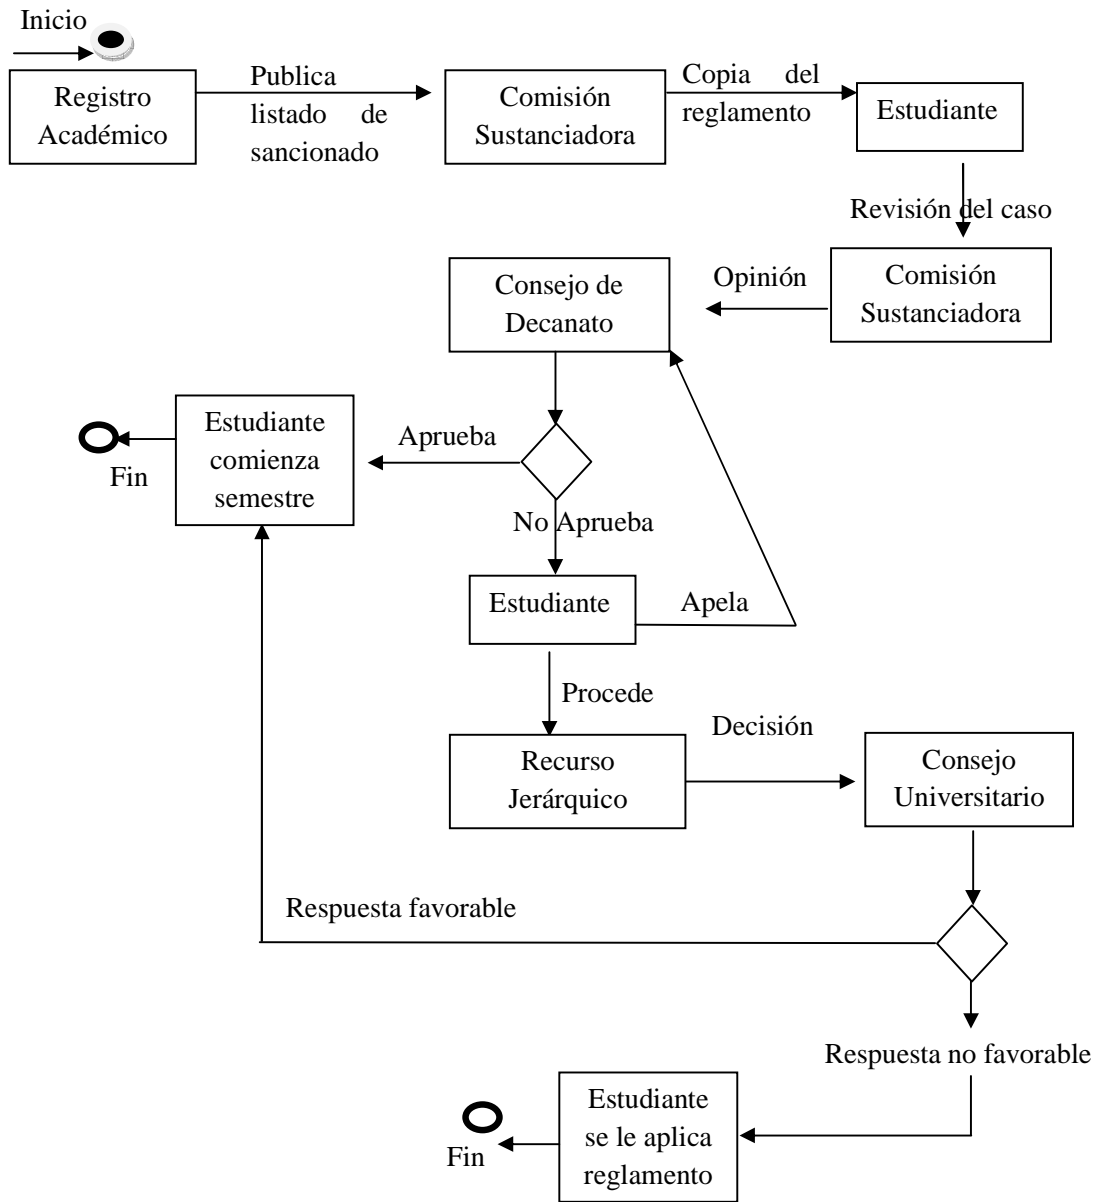 Inicio
Registro
Académico
Publica
listado de
sancionado
Comisión
Sustanciadora
Copia del
reglamento
Estudiante
Revisión del caso
Comisión
Sustanciadora
Opinión
Consejo de
Decanato
Aprueba
Estudiante
comienza
semestre
Fin
No Aprueba
Estudiante
Apela
Procede
Recurso
Jerárquico
Decisión
Consejo
Universitario
Respuesta favorable
Respuesta no favorable
Estudiante
se le aplica
reglamento
Fin